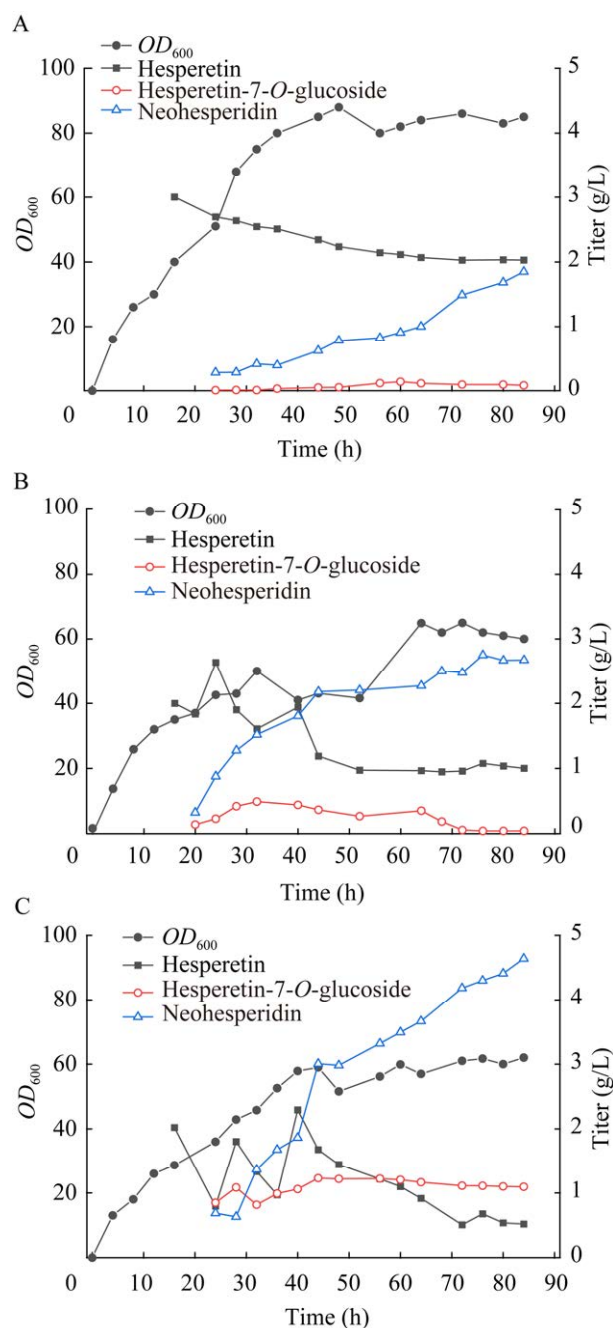 A
OD600
Hesperetin
Hesperetin-7-O-glucoside
Neohesperidin
100
80
60
40
20
OD600
5
4
3
2
1
0
Titer (g/L)
0 10 20 30 40 50 60 70 80 90
Time (h)
B
OD600
Hesperetin
Hesperetin-7-O-glucoside
Neohesperidin
100
80
60
40
20
OD600
5
4
3
2
1
0
Titer (g/L)
0 10 20 30 40 50 60 70 80 90
Time (h)
C
OD600
Hesperetin
Hesperetin-7-O-glucoside
Neohesperidin
100
80
60
40
20
OD600
5
4
3
2
1
0
Titer (g/L)
0 10 20 30 40 50 60 70 80 90
Time (h)